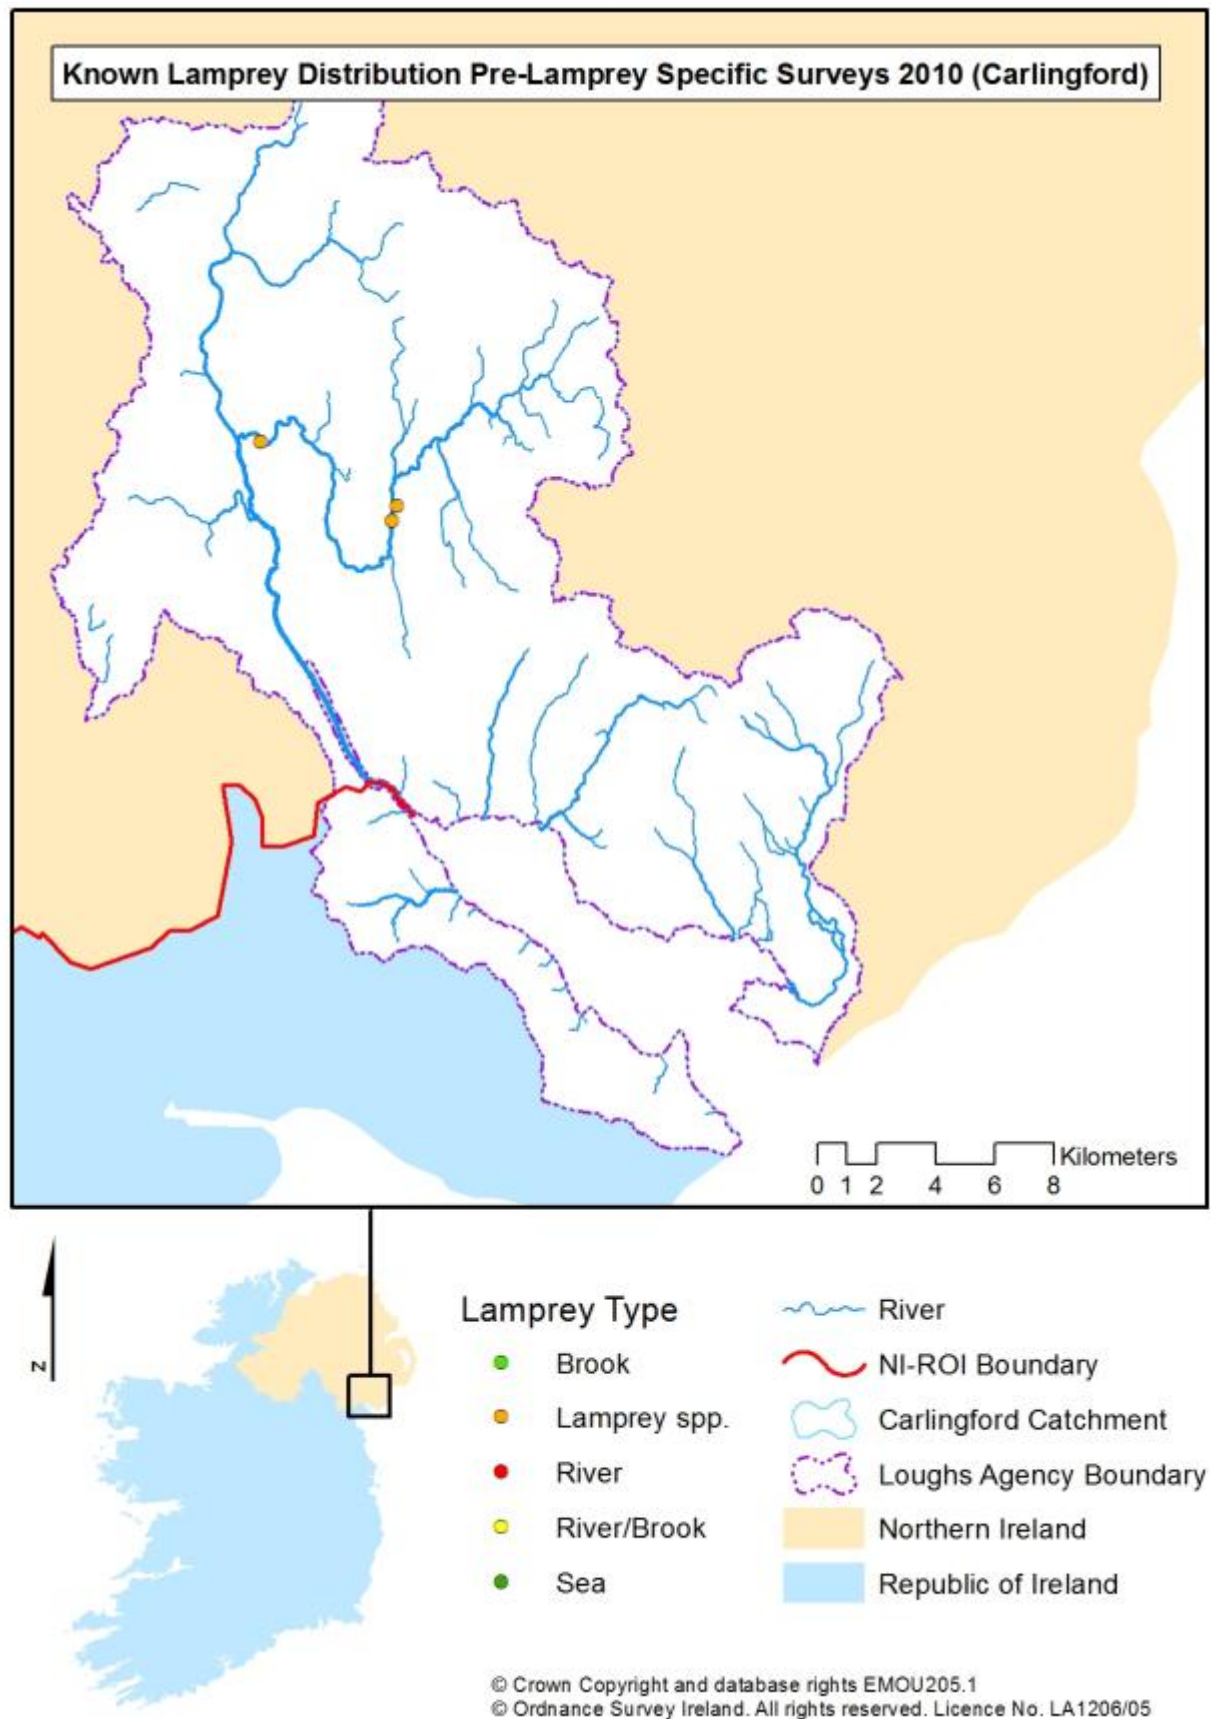 Known Lamprey Distribution Pre-Lamprey Specific Surveys 2010 (Carlingford)
Kilometers
0 1 2 4 6 8
N
Lamprey Type
Brook
Lamprey spp.
River
River/Brook
Sea
River
NI-ROI Boundary
Carlingford Catchment
Loughs Agency Boundary
Northern Ireland
Republic of Ireland
© Crown Copyright and database rights EMOU205.1
© Ordnance Survey Ireland. All rights reserved. Licence No. LA1206/05